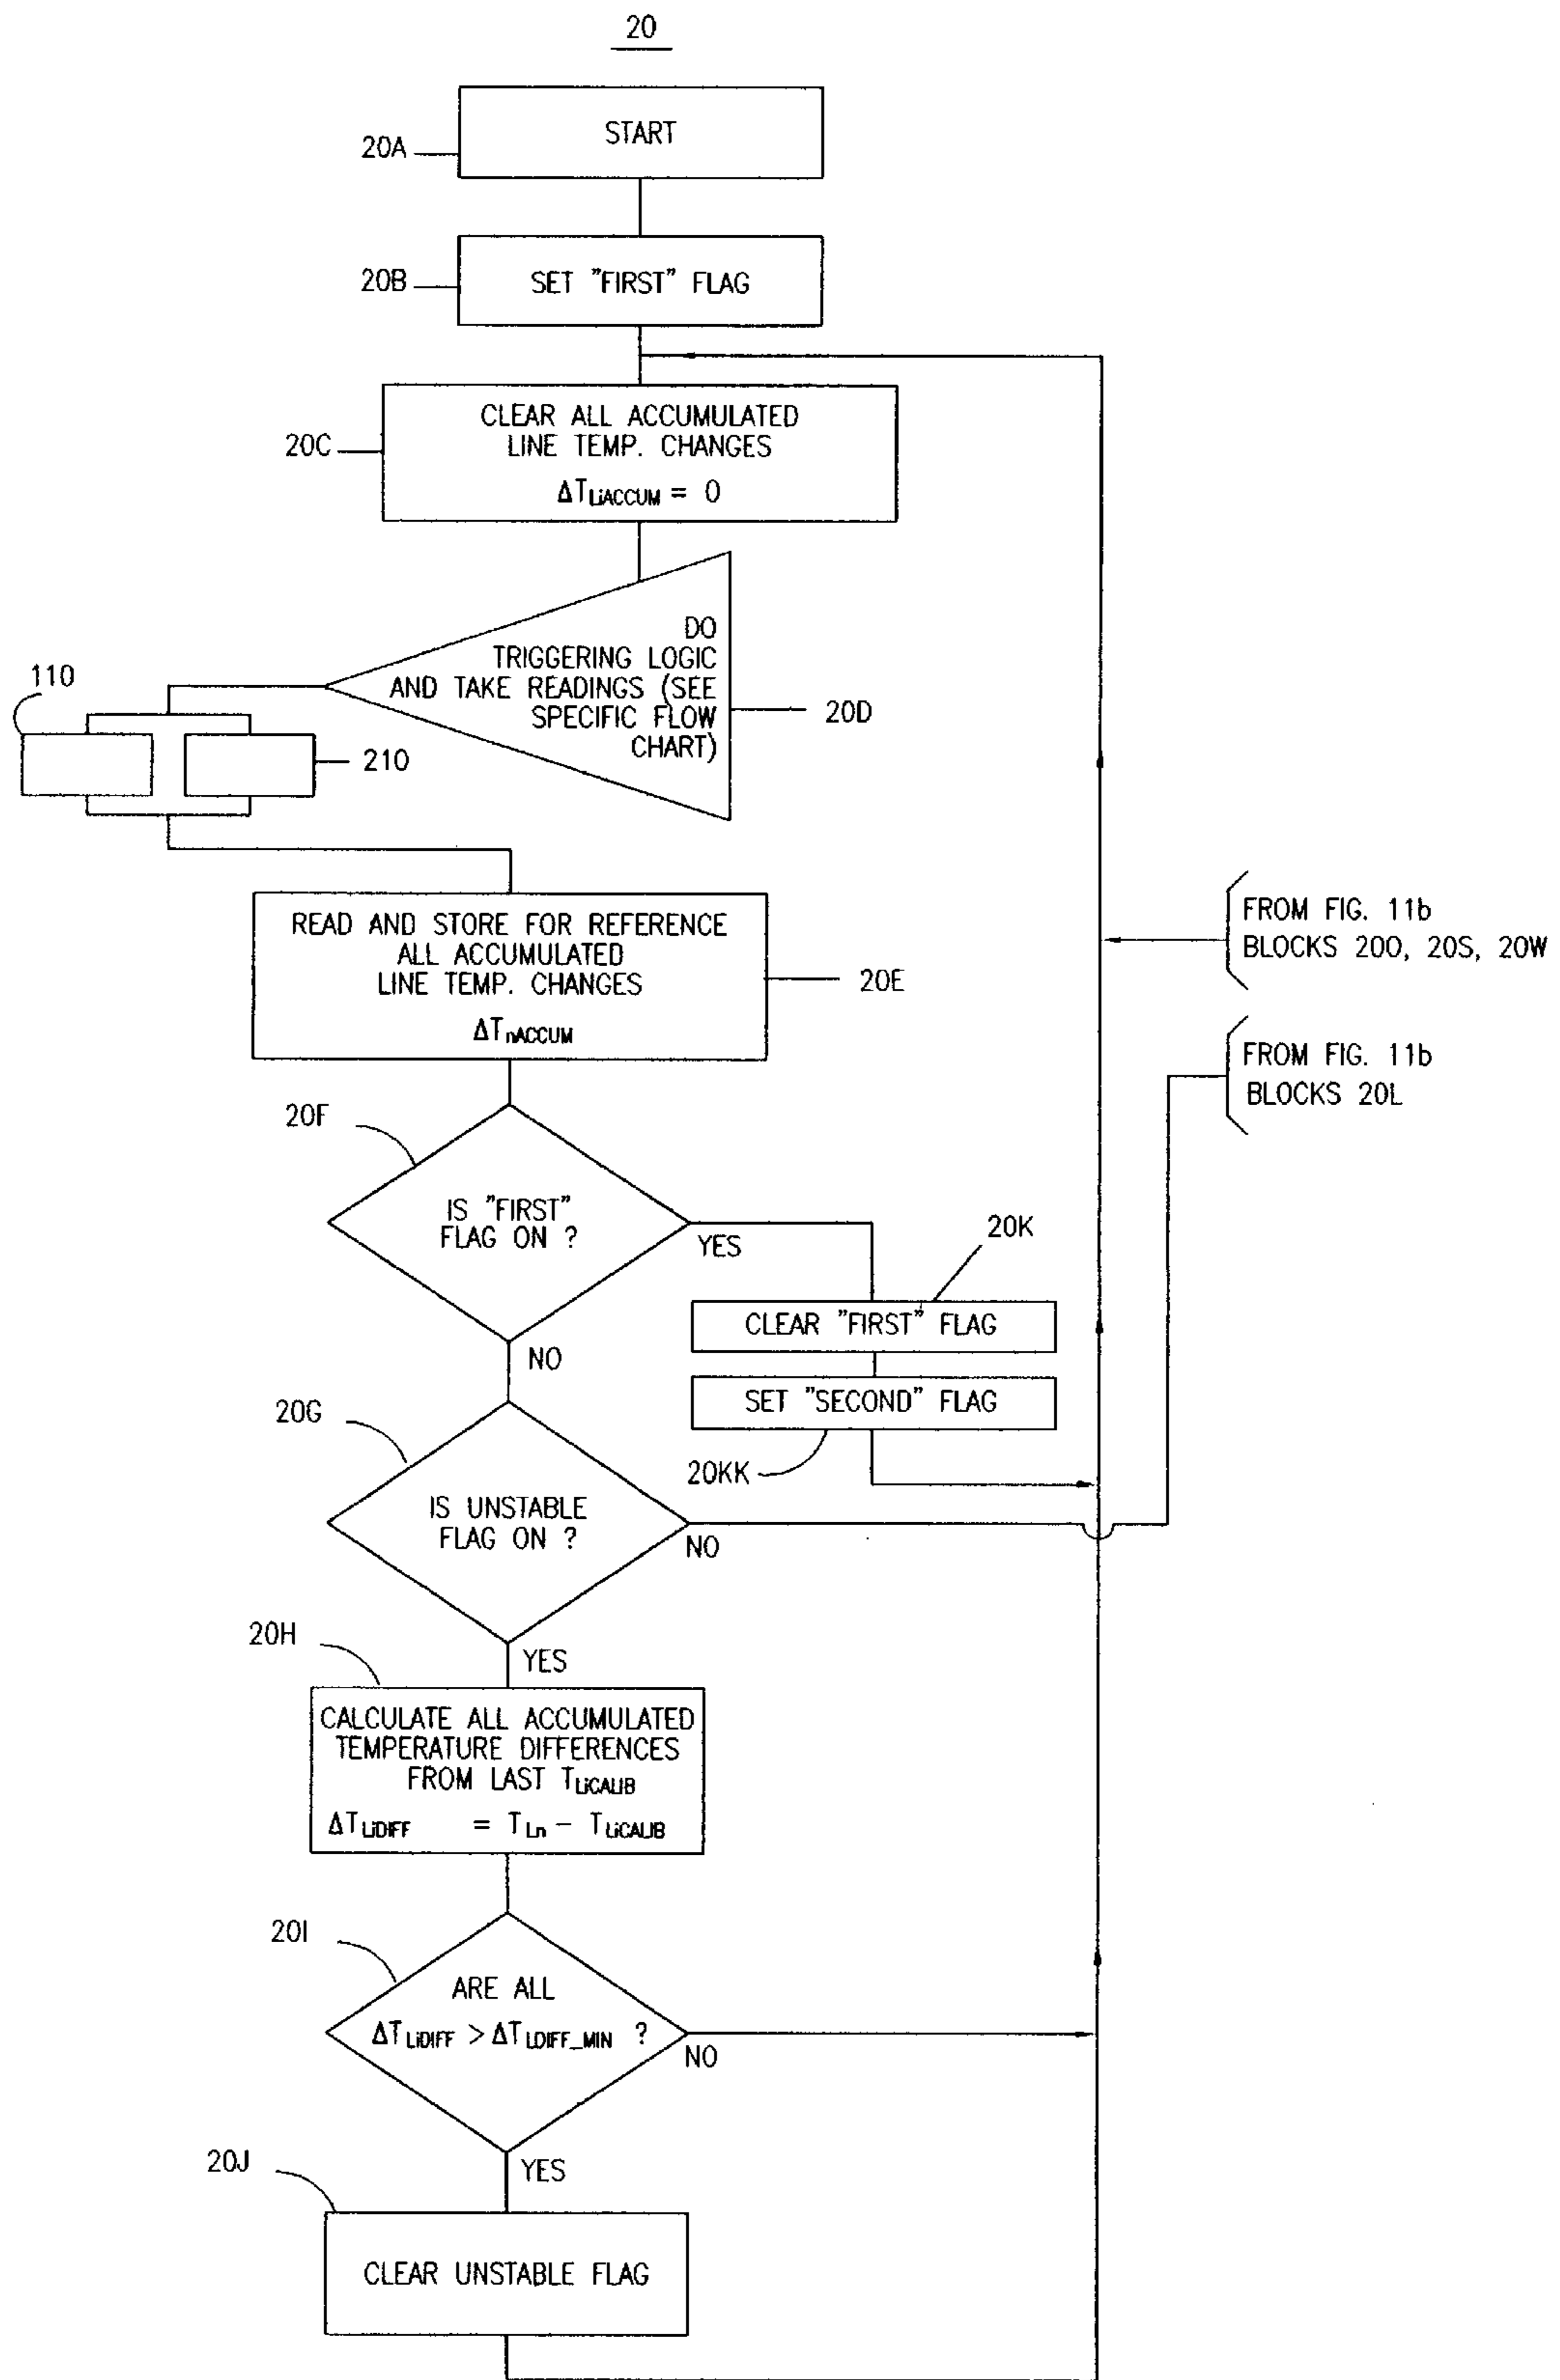 20
20A
START
20B
SET "FIRST" FLAG
20C
CLEAR ALL ACCUMULATED
LINE TEMP. CHANGES
ΔTLiACCUM = 0
DO
TRIGGERING LOGIC
AND TAKE READINGS (SEE
SPECIFIC FLOW
CHART)
20D
110
210
READ AND STORE FOR REFERENCE
ALL ACCUMULATED
LINE TEMP. CHANGES
ΔTnACCUM
20E
FROM FIG. 11b
BLOCKS 20O, 20S, 20W
FROM FIG. 11b
BLOCKS 20L
20F
IS "FIRST"
FLAG ON ?
YES
NO
20K
CLEAR "FIRST" FLAG
SET "SECOND" FLAG
20KK
20G
IS UNSTABLE
FLAG ON ?
NO
YES
20H
CALCULATE ALL ACCUMULATED
TEMPERATURE DIFFERENCES
FROM LAST TLiCALIB
ΔTLiDIFF = TLn – TLiCALIB
20I
ARE ALL
ΔTLiDIFF > ΔTLDIFF_MIN ?
NO
YES
20J
CLEAR UNSTABLE FLAG